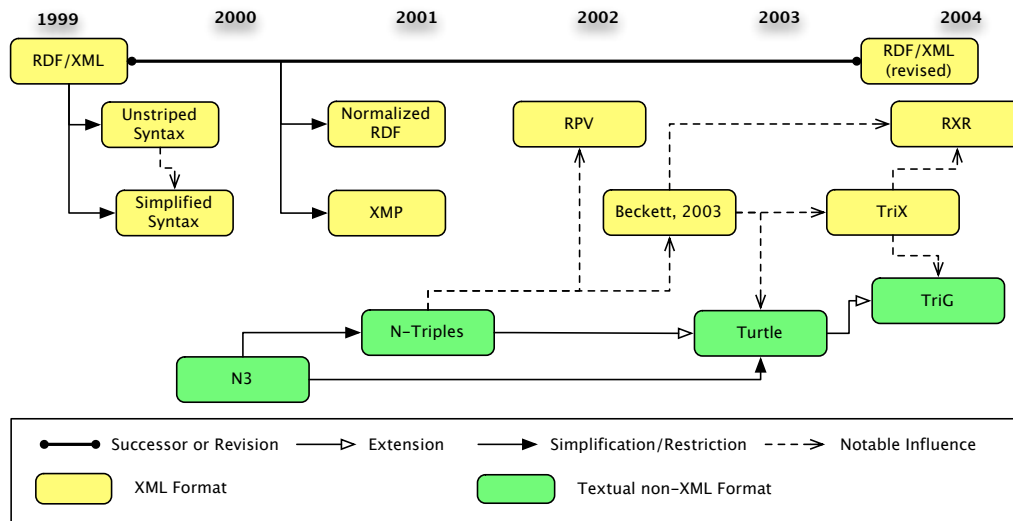 1999 2000 2001 2002 2003 2004
RDF/XML
RDF/XML
(revised)
Unstriped
Syntax
Normalized
RDF
RPV
RXR
Simplified
Syntax
XMP
Beckett, 2003
TriX
TriG
N-Triples
Turtle
N3
Successor or Revision
Extension
Simplification/Restriction
Notable Influence
XML Format
Textual non-XML Format